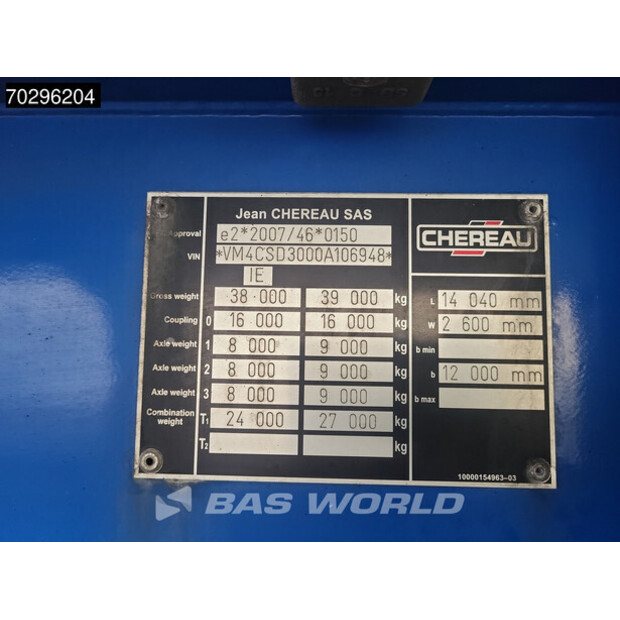 70296204
Jean CHEREAU SAS
Approval e2*2007/46*0150
VIN *VM4CSD3000A106948*
IE
Gross weight 38 000 39 000 kg
Coupling 0 16 000 16 000 kg
Axle weight 1 8 000 9 000 kg
Axle weight 2 8 000 9 000 kg
Axle weight 3 8 000 9 000 kg
Combination weight T1 24 000 27 000 kg
T2 kg
CHEREAU
L 14 040 mm
W 2 600 mm
b min
b 12 000 mm
b max
10000154963-03
BAS WORLD